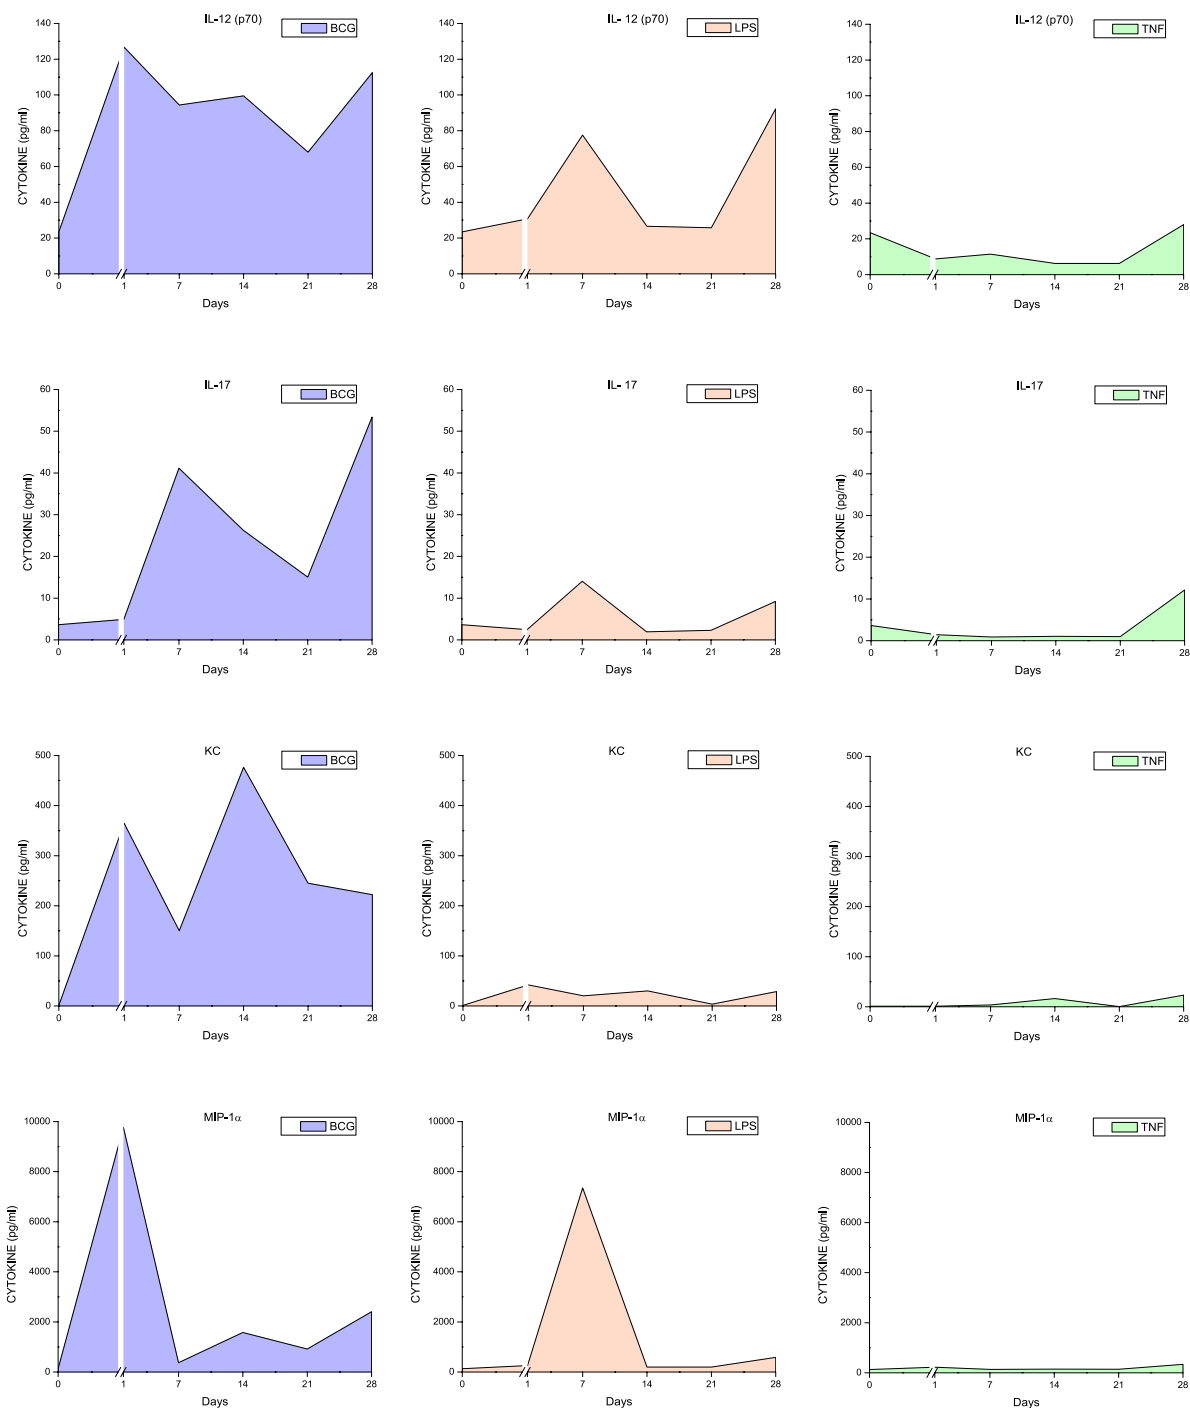 IL-12 (p70)
BCG
140
120
100
80
60
40
20
0
CYTOKINE (pg/ml)
0 1 7 14 21 28
Days
IL- 12 (p70)
LPS
140
120
100
80
60
40
20
0
CYTOKINE (pg/ml)
0 1 7 14 21 28
Days
IL-12 (p70)
TNF
140
120
100
80
60
40
20
0
CYTOKINE (pg/ml)
0 1 7 14 21 28
Days
IL-17
BCG
60
50
40
30
20
10
0
CYTOKINE (pg/ml)
0 1 7 14 21 28
Days
IL- 17
LPS
60
50
40
30
20
10
0
CYTOKINE (pg/ml)
0 1 7 14 21 28
Days
IL-17
TNF
60
50
40
30
20
10
0
CYTOKINE (pg/ml)
0 1 7 14 21 28
Days
KC
BCG
500
400
300
200
100
0
CYTOKINE (pg/ml)
0 1 7 14 21 28
Days
KC
LPS
500
400
300
200
100
0
CYTOKINE (pg/ml)
0 1 7 14 21 28
Days
KC
TNF
500
400
300
200
100
0
CYTOKINE (pg/ml)
0 1 7 14 21 28
Days
MIP-1α
BCG
10000
8000
6000
4000
2000
0
CYTOKINE (pg/ml)
0 1 7 14 21 28
Days
MIP-1α
LPS
10000
8000
6000
4000
2000
0
CYTOKINE (pg/ml)
0 1 7 14 21 28
Days
MIP-1α
TNF
10000
8000
6000
4000
2000
0
CYTOKINE (pg/ml)
0 1 7 14 21 28
Days